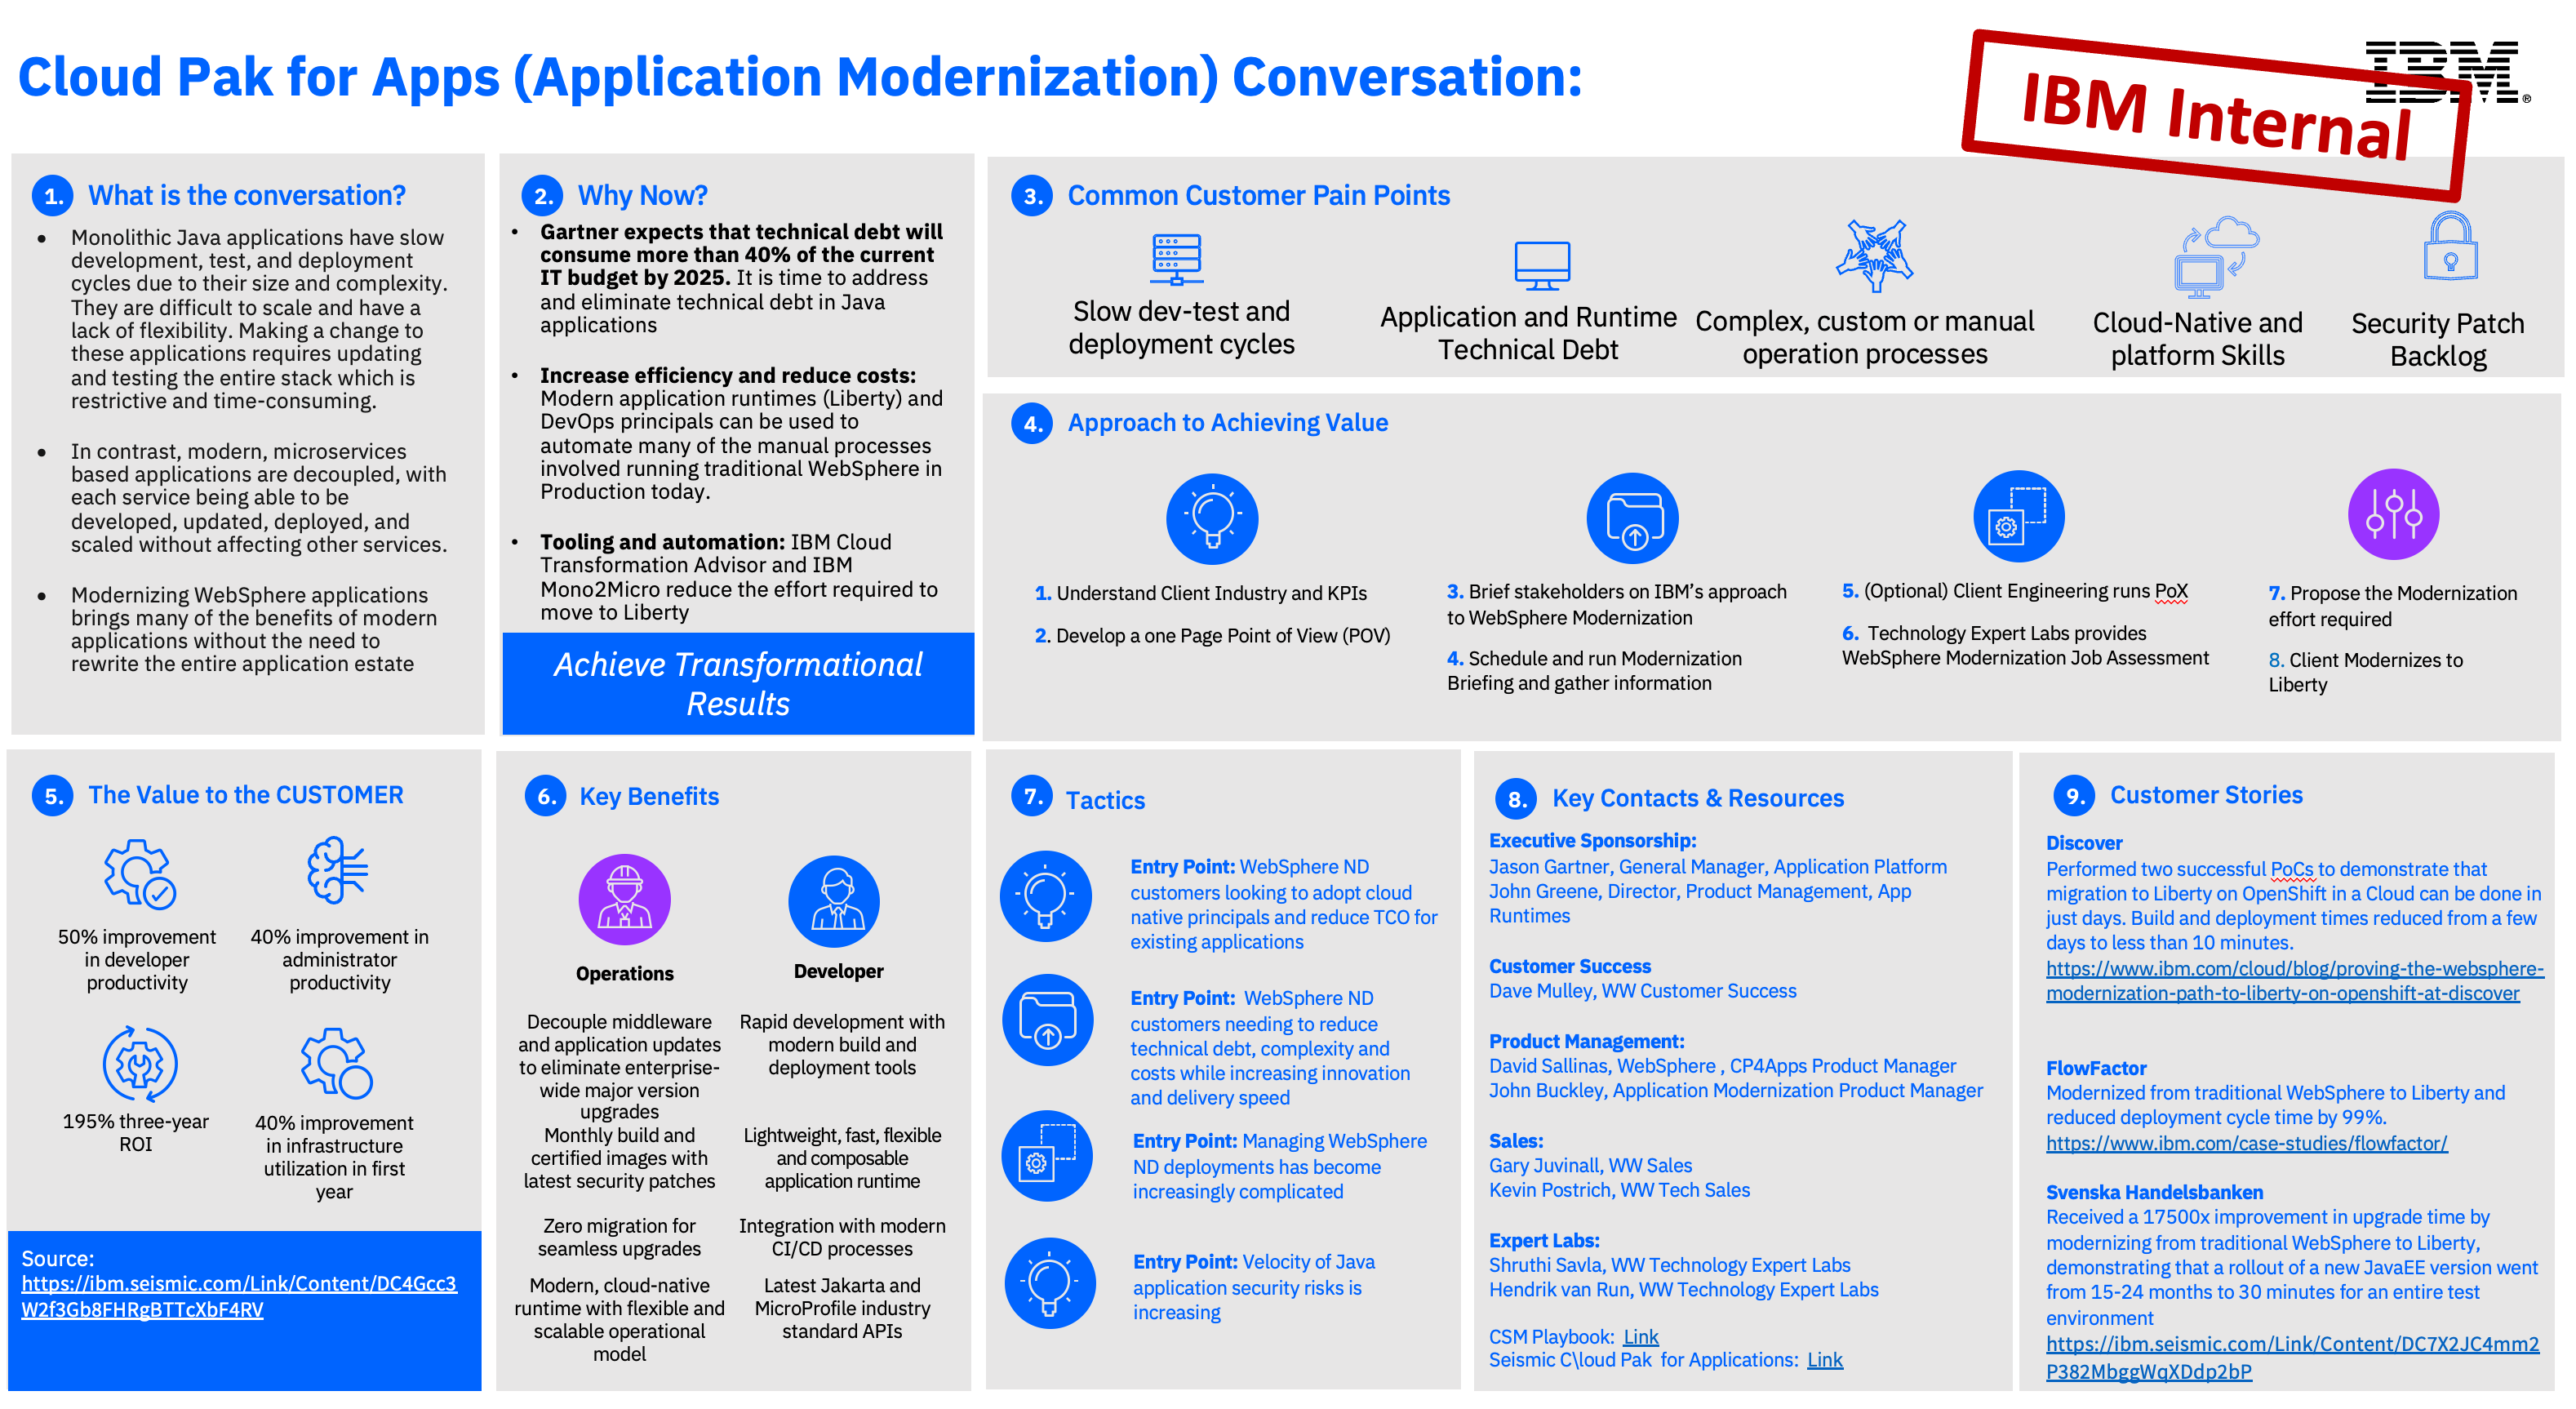 Cloud Pak for Apps (Application Modernization) Conversation:
IBM
®
IBM Internal
1. What is the conversation?
• Monolithic Java applications have slow
development, test, and deployment
cycles due to their size and complexity.
They are difficult to scale and have a
lack of flexibility. Making a change to
these applications requires updating
and testing the entire stack which is
restrictive and time-consuming.
• In contrast, modern, microservices
based applications are decoupled, with
each service being able to be
developed, updated, deployed, and
scaled without affecting other services.
• Modernizing WebSphere applications
brings many of the benefits of modern
applications without the need to
rewrite the entire application estate
2. Why Now?
• Gartner expects that technical debt will
consume more than 40% of the current
IT budget by 2025. It is time to address
and eliminate technical debt in Java
applications
• Increase efficiency and reduce costs:
Modern application runtimes (Liberty) and
DevOps principals can be used to
automate many of the manual processes
involved running traditional WebSphere in
Production today.
• Tooling and automation: IBM Cloud
Transformation Advisor and IBM
Mono2Micro reduce the effort required to
move to Liberty
Achieve Transformational
Results
3. Common Customer Pain Points
Slow dev-test and
deployment cycles
Application and Runtime
Technical Debt
Complex, custom or manual
operation processes
Cloud-Native and
platform Skills
Security Patch
Backlog
4. Approach to Achieving Value
1. Understand Client Industry and KPIs
2. Develop a one Page Point of View (POV)
3. Brief stakeholders on IBM's approach
to WebSphere Modernization
4. Schedule and run Modernization
Briefing and gather information
5. (Optional) Client Engineering runs PoX
6. Technology Expert Labs provides
WebSphere Modernization Job Assessment
7. Propose the Modernization
effort required
8. Client Modernizes to
Liberty
5. The Value to the CUSTOMER
50% improvement
in developer
productivity
40% improvement in
administrator
productivity
195% three-year
ROI
40% improvement
in infrastructure
utilization in first
year
Source:
https://ibm.seismic.com/Link/Content/DC4Gcc3
W2f3Gb8FHRgBTTcXbF4RV
6. Key Benefits
Operations
Decouple middleware
and application updates
to eliminate enterprise-
wide major version
upgrades
Monthly build and
certified images with
latest security patches
Zero migration for
seamless upgrades
Modern, cloud-native
runtime with flexible and
scalable operational
model
Developer
Rapid development with
modern build and
deployment tools
Lightweight, fast, flexible
and composable
application runtime
Integration with modern
CI/CD processes
Latest Jakarta and
MicroProfile industry
standard APIs
7. Tactics
Entry Point: WebSphere ND
customers looking to adopt cloud
native principals and reduce TCO for
existing applications
Entry Point: WebSphere ND
customers needing to reduce
technical debt, complexity and
costs while increasing innovation
and delivery speed
Entry Point: Managing WebSphere
ND deployments has become
increasingly complicated
Entry Point: Velocity of Java
application security risks is
increasing
8. Key Contacts & Resources
Executive Sponsorship:
Jason Gartner, General Manager, Application Platform
John Greene, Director, Product Management, App
Runtimes
Customer Success
Dave Mulley, WW Customer Success
Product Management:
David Sallinas, WebSphere , CP4Apps Product Manager
John Buckley, Application Modernization Product Manager
Sales:
Gary Juvinall, WW Sales
Kevin Postrich, WW Tech Sales
Expert Labs:
Shruthi Savla, WW Technology Expert Labs
Hendrik van Run, WW Technology Expert Labs
CSM Playbook: Link
Seismic C\loud Pak for Applications: Link
9. Customer Stories
Discover
Performed two successful PoCs to demonstrate that
migration to Liberty on OpenShift in a Cloud can be done in
just days. Build and deployment times reduced from a few
days to less than 10 minutes.
https://www.ibm.com/cloud/blog/proving-the-websphere-
modernization-path-to-liberty-on-openshift-at-discover
FlowFactor
Modernized from traditional WebSphere to Liberty and
reduced deployment cycle time by 99%.
https://www.ibm.com/case-studies/flowfactor/
Svenska Handelsbanken
Received a 17500x improvement in upgrade time by
modernizing from traditional WebSphere to Liberty,
demonstrating that a rollout of a new JavaEE version went
from 15-24 months to 30 minutes for an entire test
environment
https://ibm.seismic.com/Link/Content/DC7X2JC4mm2
P382MbggWqXDdp2bP